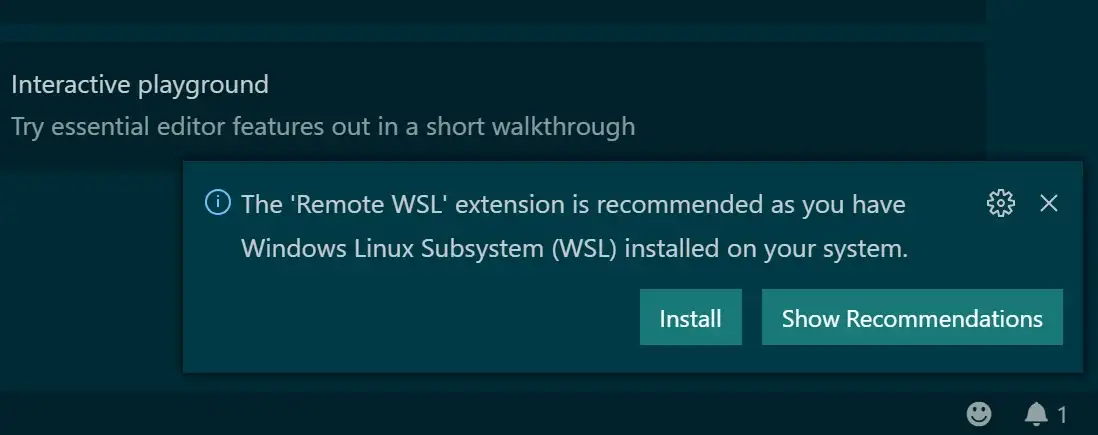 Interactive playground
Try essential editor features out in a short walkthrough
The 'Remote WSL' extension is recommended as you have
Windows Linux Subsystem (WSL) installed on your system.
Install
Show Recommendations
1